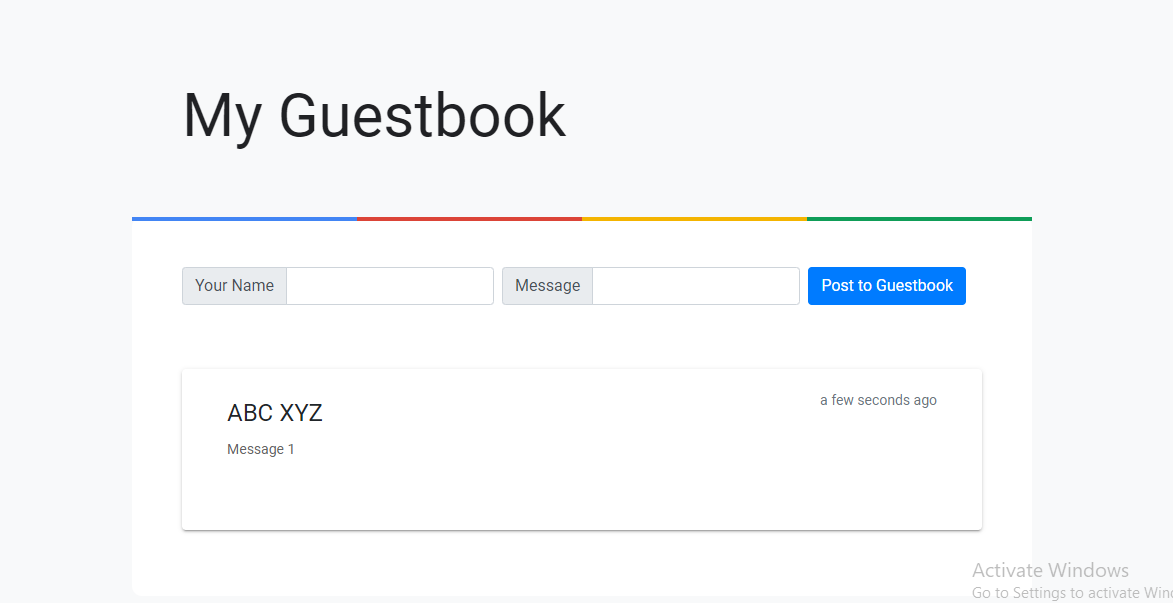 My Guestbook
Your Name Message Post to Guestbook
ABC XYZ a few seconds ago
Message 1
Activate Windows
Go to Settings to activate Win